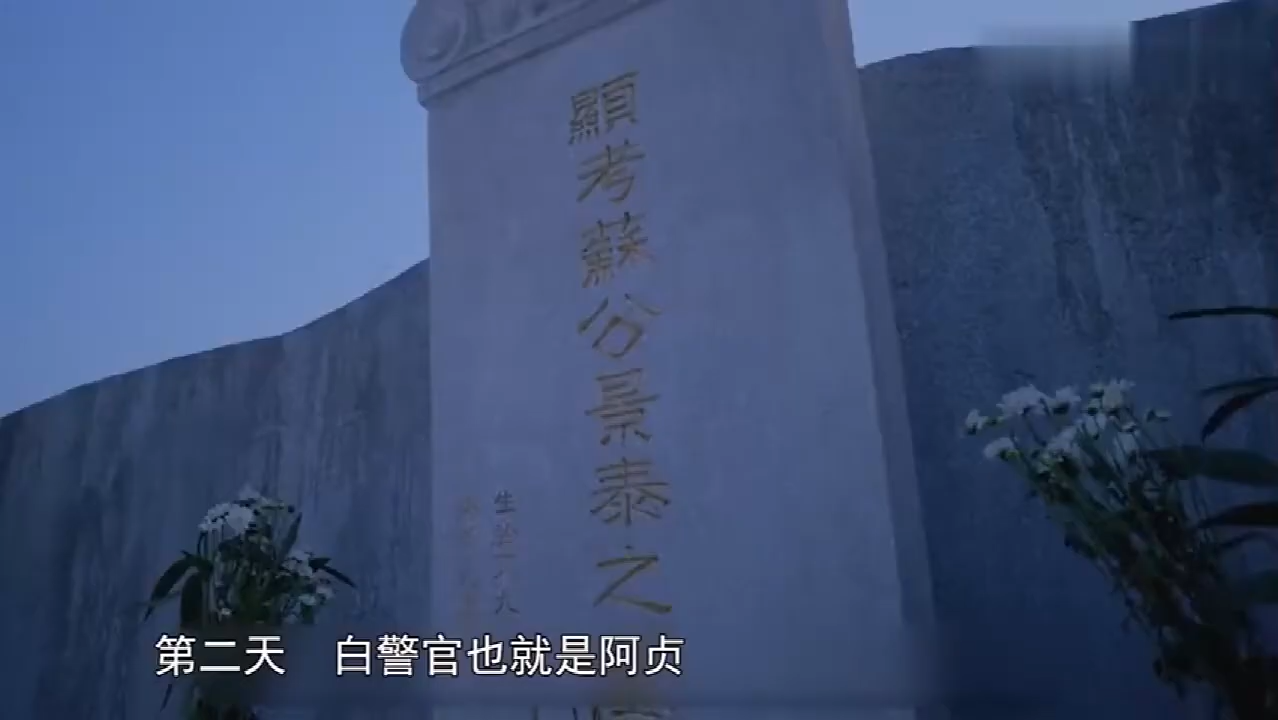 顯考蘇公景泰之
生於一九
第二天 白警官也就是阿贞